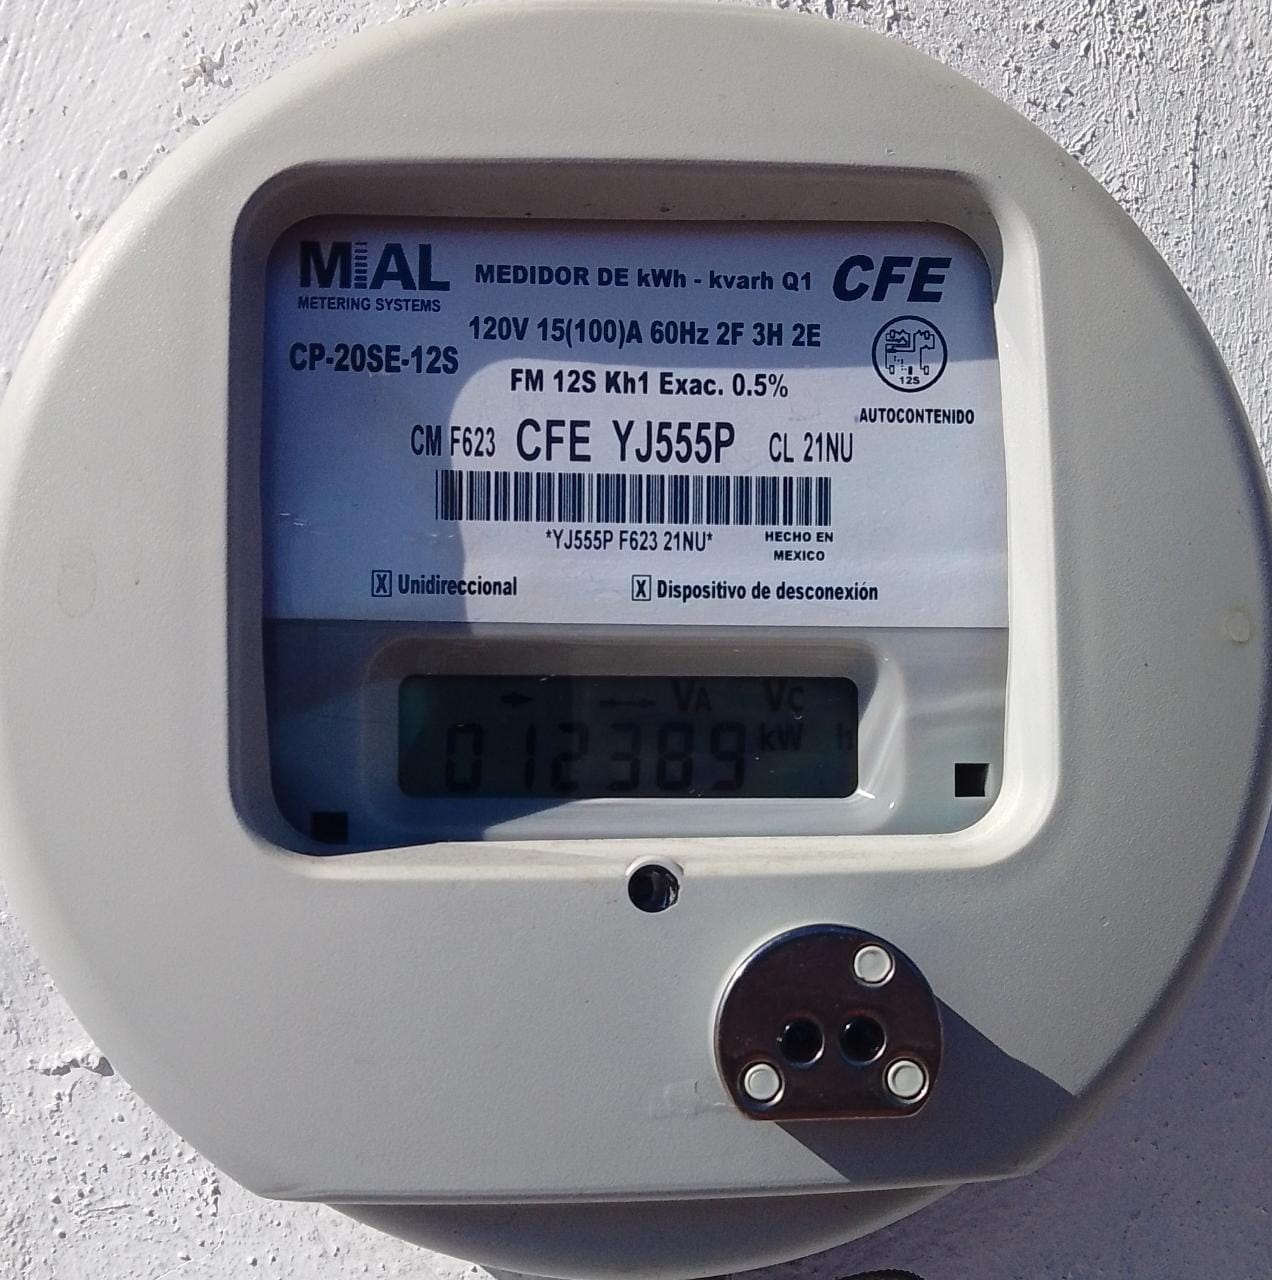 MIAL
METERING SYSTEMS
MEDIDOR DE kWh - kvarh Q1
CFE
120V 15(100)A 60Hz 2F 3H 2E
CP-20SE-12S
FM 12S Kh1 Exac. 0.5%
12S
AUTOCONTENIDO
CM F623 CFE YJ555P CL 21NU
*YJ555P F623 21NU*
HECHO EN
MEXICO
X Unidireccional
X Dispositivo de desconexión
VA VC
012389 kW h